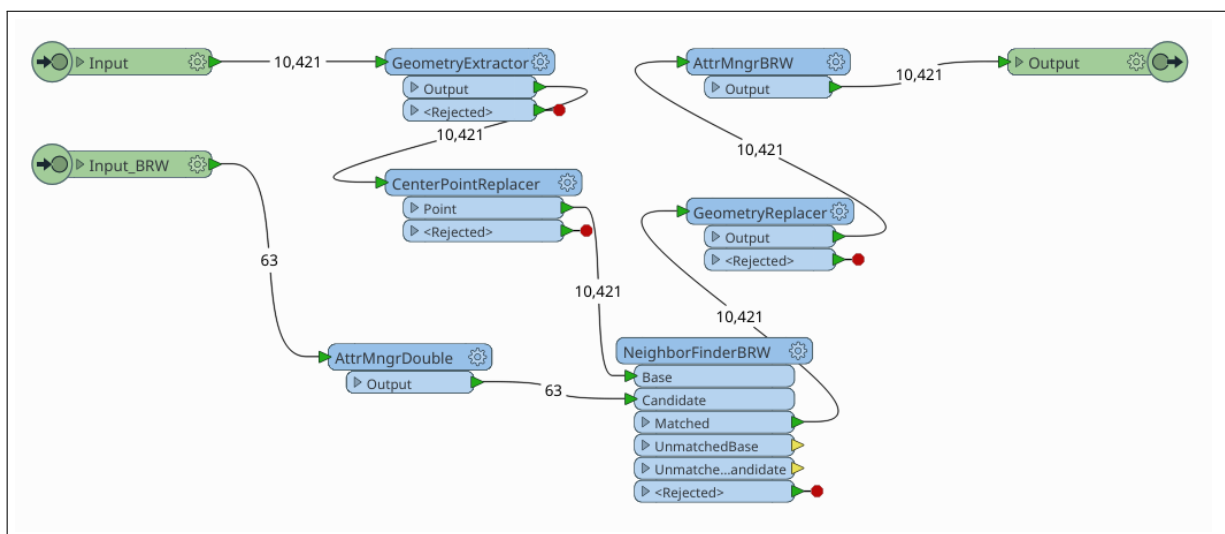 Input
10,421
GeometryExtractor
Output
<Rejected>
10,421
Input_BRW
63
CenterPointReplacer
Point
<Rejected>
10,421
AttrMngrDouble
Output
63
NeighborFinderBRW
Base
Candidate
Matched
UnmatchedBase
Unmatche...andidate
<Rejected>
10,421
GeometryReplacer
Output
<Rejected>
10,421
AttrMngrBRW
Output
10,421
Output